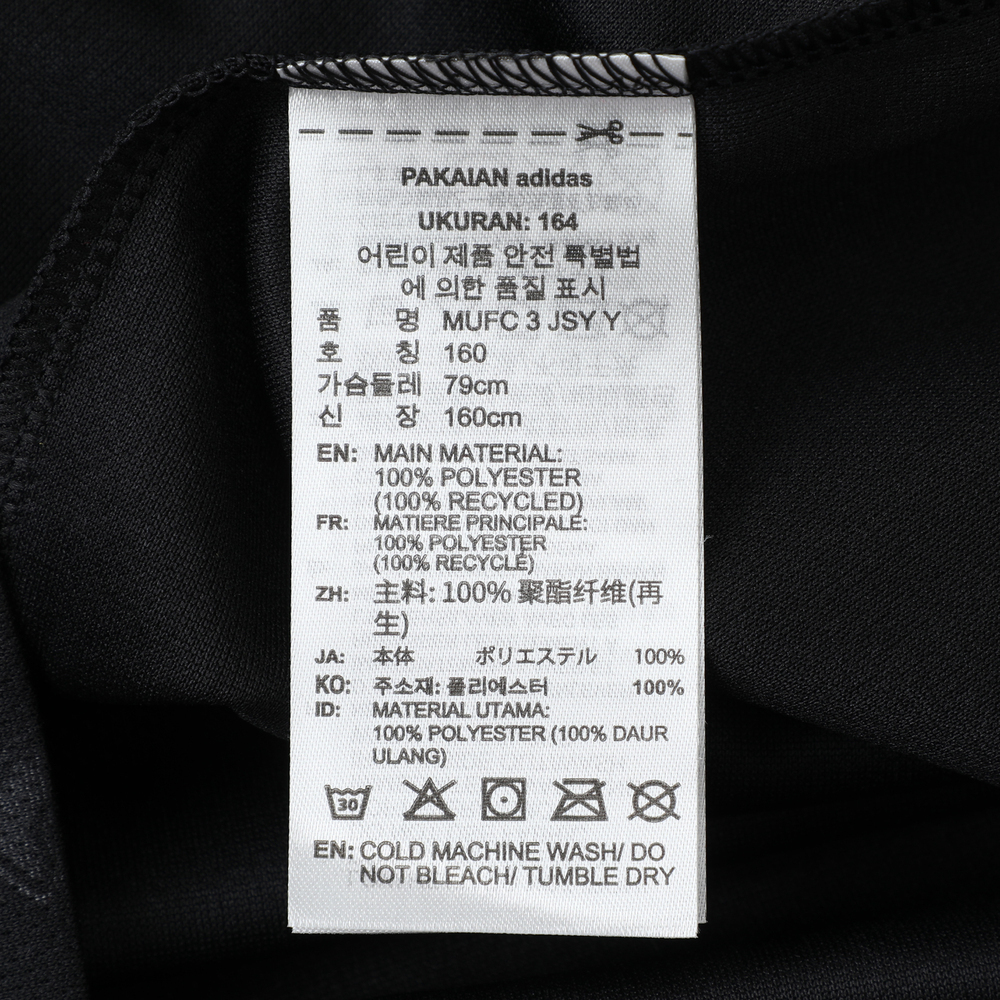 PAKAIAN adidas
UKURAN: 164
어린이 제품 안전 특별법
에 의한 품질 표시
품 명 MUFC 3 JSY Y
호 칭 160
가슴둘레 79cm
신 장 160cm
EN: MAIN MATERIAL:
100% POLYESTER
(100% RECYCLED)
FR: MATIERE PRINCIPALE:
100% POLYESTER
(100% RECYCLÉ)
ZH: 主料: 100% 聚酯纤维(再
生)
JA: 本体 ポリエステル 100%
KO: 주소재: 폴리에스터 100%
ID: MATERIAL UTAMA:
100% POLYESTER (100% DAUR
ULANG)
30
EN: COLD MACHINE WASH/ DO
NOT BLEACH/ TUMBLE DRY